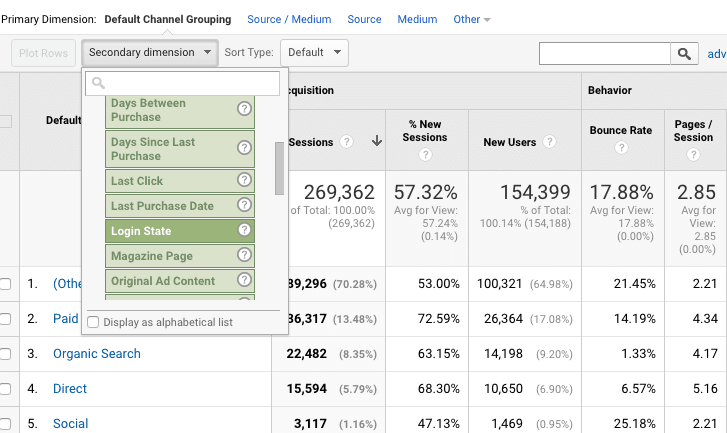 Primary Dimension: Default Channel Grouping Source / Medium Source Medium Other
Plot Rows Secondary dimension Sort Type: Default adv
Days Between Purchase
Days Since Last Purchase
Last Click
Last Purchase Date
Login State
Magazine Page
Original Ad Content
Display as alphabetical list
Default cquisition Behavior
Sessions % New Sessions New Users Bounce Rate Pages / Session
269,362 57.32% 154,399 17.88% 2.85
of Total: 100.00% (269,362) Avg for View: 57.24% (0.14%) % of Total: 100.14% (154,188) Avg for View: 17.88% (0.00%) Avg for View: 2.85 (0.00%)
1. (Othe 89,296 (70.28%) 53.00% 100,321 (64.98%) 21.45% 2.21
2. Paid 36,317 (13.48%) 72.59% 26,364 (17.08%) 14.19% 4.34
3. Organic Search 22,482 (8.35%) 63.15% 14,198 (9.20%) 1.33% 4.17
4. Direct 15,594 (5.79%) 68.30% 10,650 (6.90%) 6.57% 5.16
5. Social 3,117 (1.16%) 47.13% 1,469 (0.95%) 25.18% 2.21